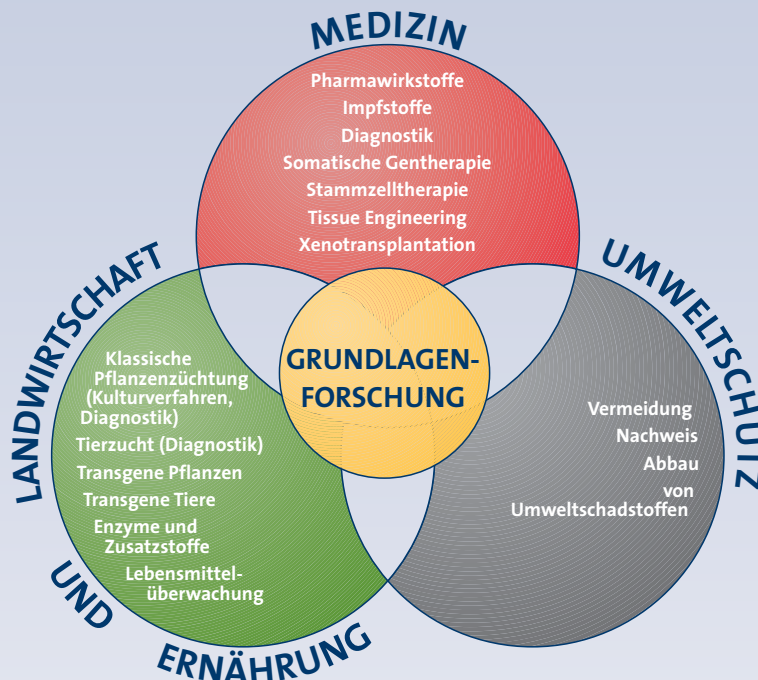 MEDIZIN
Pharmawirkstoffe
Impfstoffe
Diagnostik
Somatische Gentherapie
Stammzelltherapie
Tissue Engineering
Xenotransplantation
LANDWIRTSCHAFT
UND
ERNÄHRUNG
Klassische
Pflanzenzüchtung
(Kulturverfahren,
Diagnostik)
Tierzucht (Diagnostik)
Transgene Pflanzen
Transgene Tiere
Enzyme und
Zusatzstoffe
Lebensmittel-
überwachung
GRUNDLAGEN-
FORSCHUNG
UMWELTSCHUTZ
Vermeidung
Nachweis
Abbau
von
Umweltschadstoffen